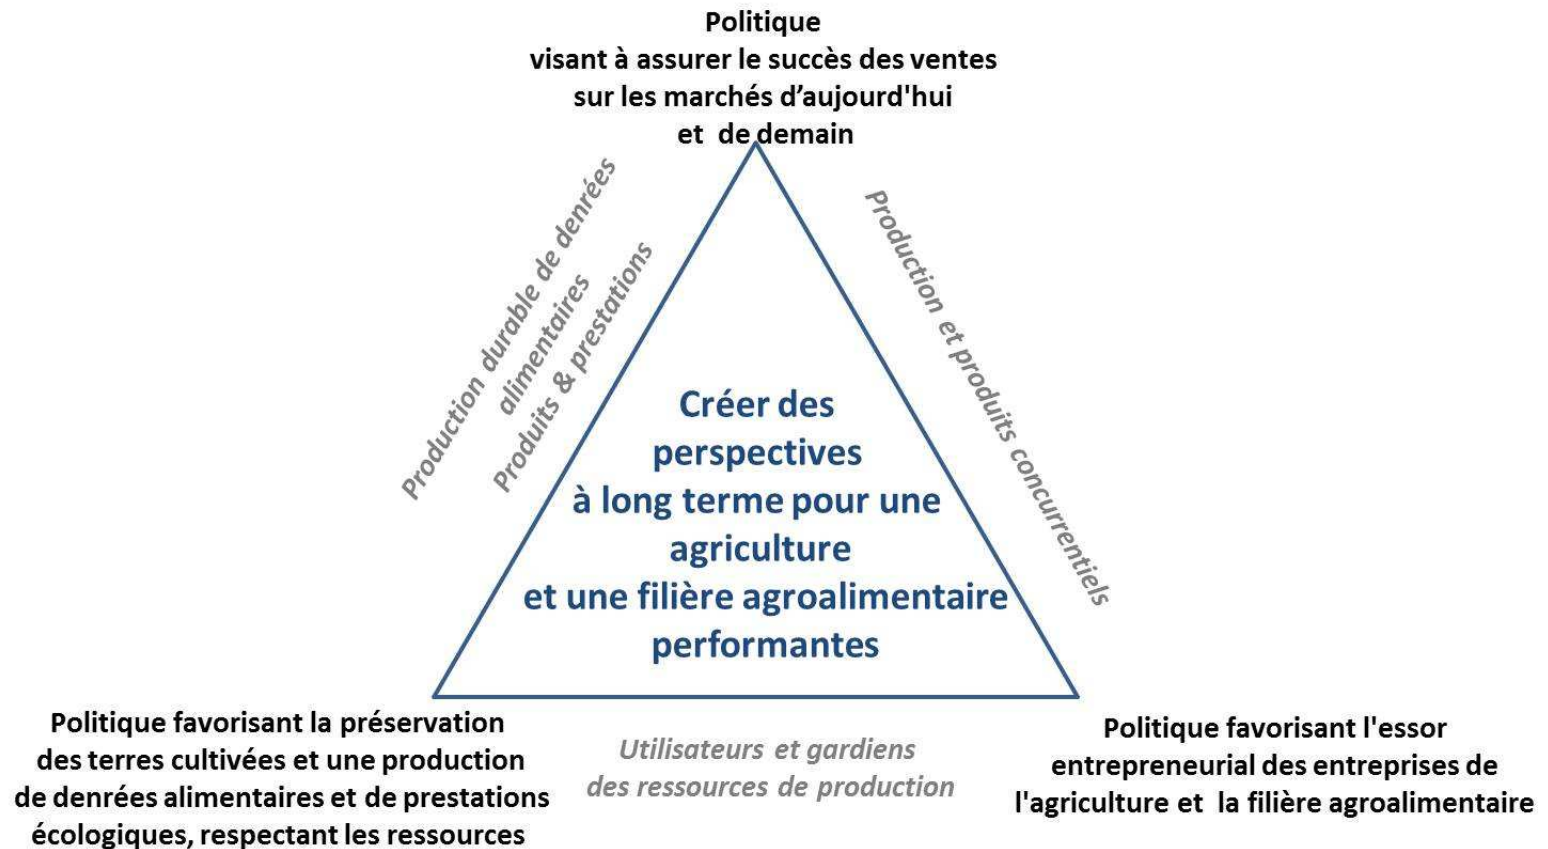 Politique
visant à assurer le succès des ventes
sur les marchés d’aujourd'hui
et de demain
Production durable de denrées
alimentaires
Produits & prestations
Production et produits concurrentiels
Créer des
perspectives
à long terme pour une
agriculture
et une filière agroalimentaire
performantes
Politique favorisant la préservation
des terres cultivées et une production
de denrées alimentaires et de prestations
écologiques, respectant les ressources
Utilisateurs et gardiens
des ressources de production
Politique favorisant l'essor
entrepreneurial des entreprises de
l'agriculture et la filière agroalimentaire